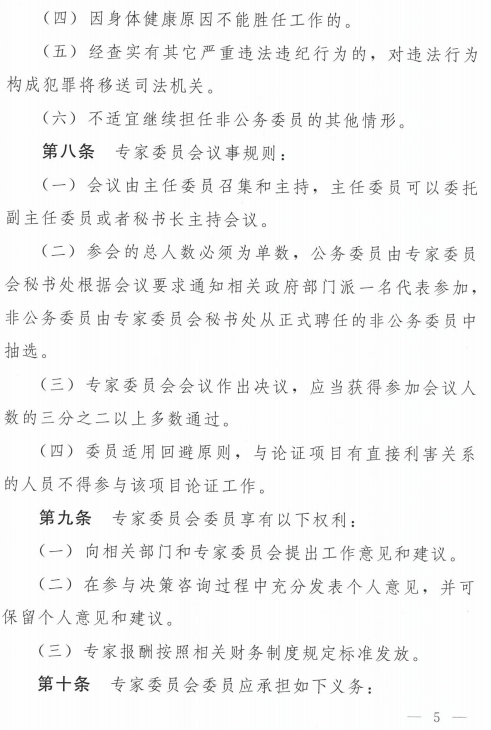 （四）因身体健康原因不能胜任工作的。
（五）经查实有其它严重违法违纪行为的，对违法行为
构成犯罪将移送司法机关。
（六）不适宜继续担任非公务委员的其他情形。
第八条　专家委员会议事规则：
（一）会议由主任委员召集和主持，主任委员可以委托
副主任委员或者秘书长主持会议。
（二）参会的总人数必须为单数，公务委员由专家委员
会秘书处根据会议要求通知相关政府部门派一名代表参加，
非公务委员由专家委员会秘书处从正式聘任的非公务委员中
抽选。
（三）专家委员会会议作出决议，应当获得参加会议人
数的三分之二以上多数通过。
（四）委员适用回避原则，与论证项目有直接利害关系
的人员不得参与该项目论证工作。
第九条　专家委员会委员享有以下权利：
（一）向相关部门和专家委员会提出工作意见和建议。
（二）在参与决策咨询过程中充分发表个人意见，并可
保留个人意见和建议。
（三）专家报酬按照相关财务制度规定标准发放。
第十条　专家委员会委员应承担如下义务：
— 5 —